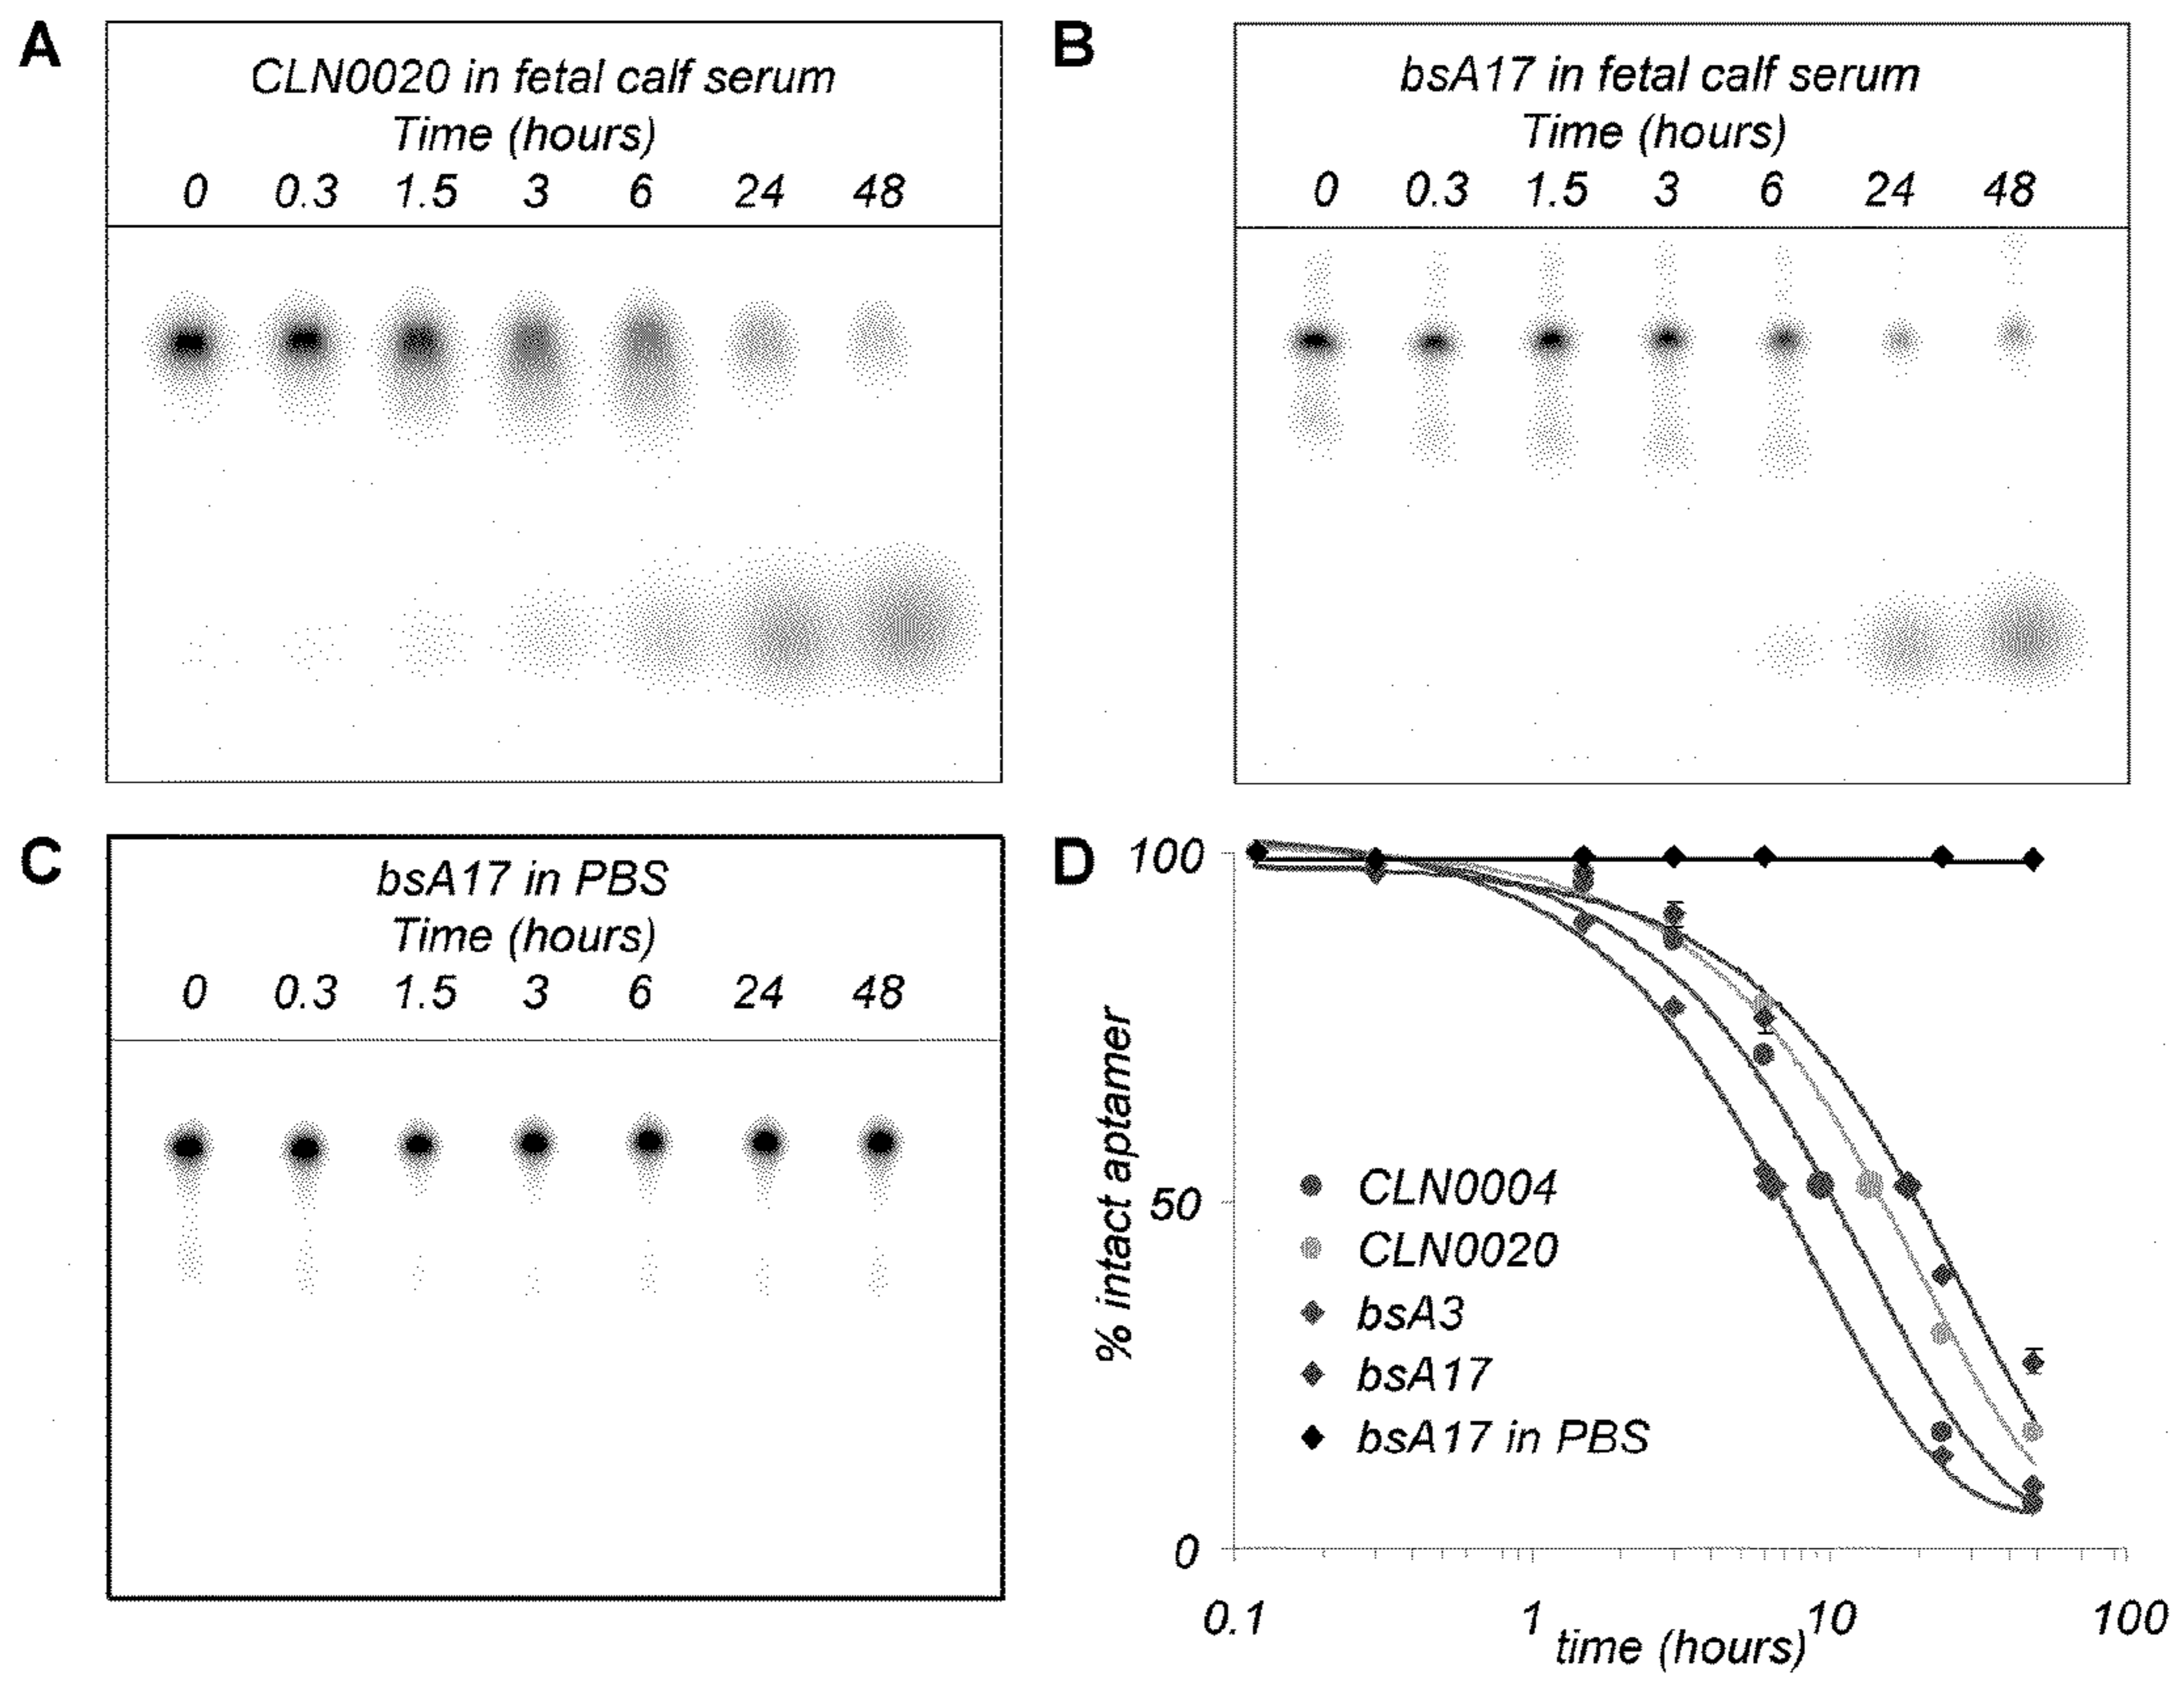 A
CLN0020 in fetal calf serum
Time (hours)
0 0.3 1.5 3 6 24 48
B
bsA17 in fetal calf serum
Time (hours)
0 0.3 1.5 3 6 24 48
C
bsA17 in PBS
Time (hours)
0 0.3 1.5 3 6 24 48
D
100
50
0
% intact aptamer
CLN0004
CLN0020
bsA3
bsA17
bsA17 in PBS
0.1 1 10 100
time (hours)